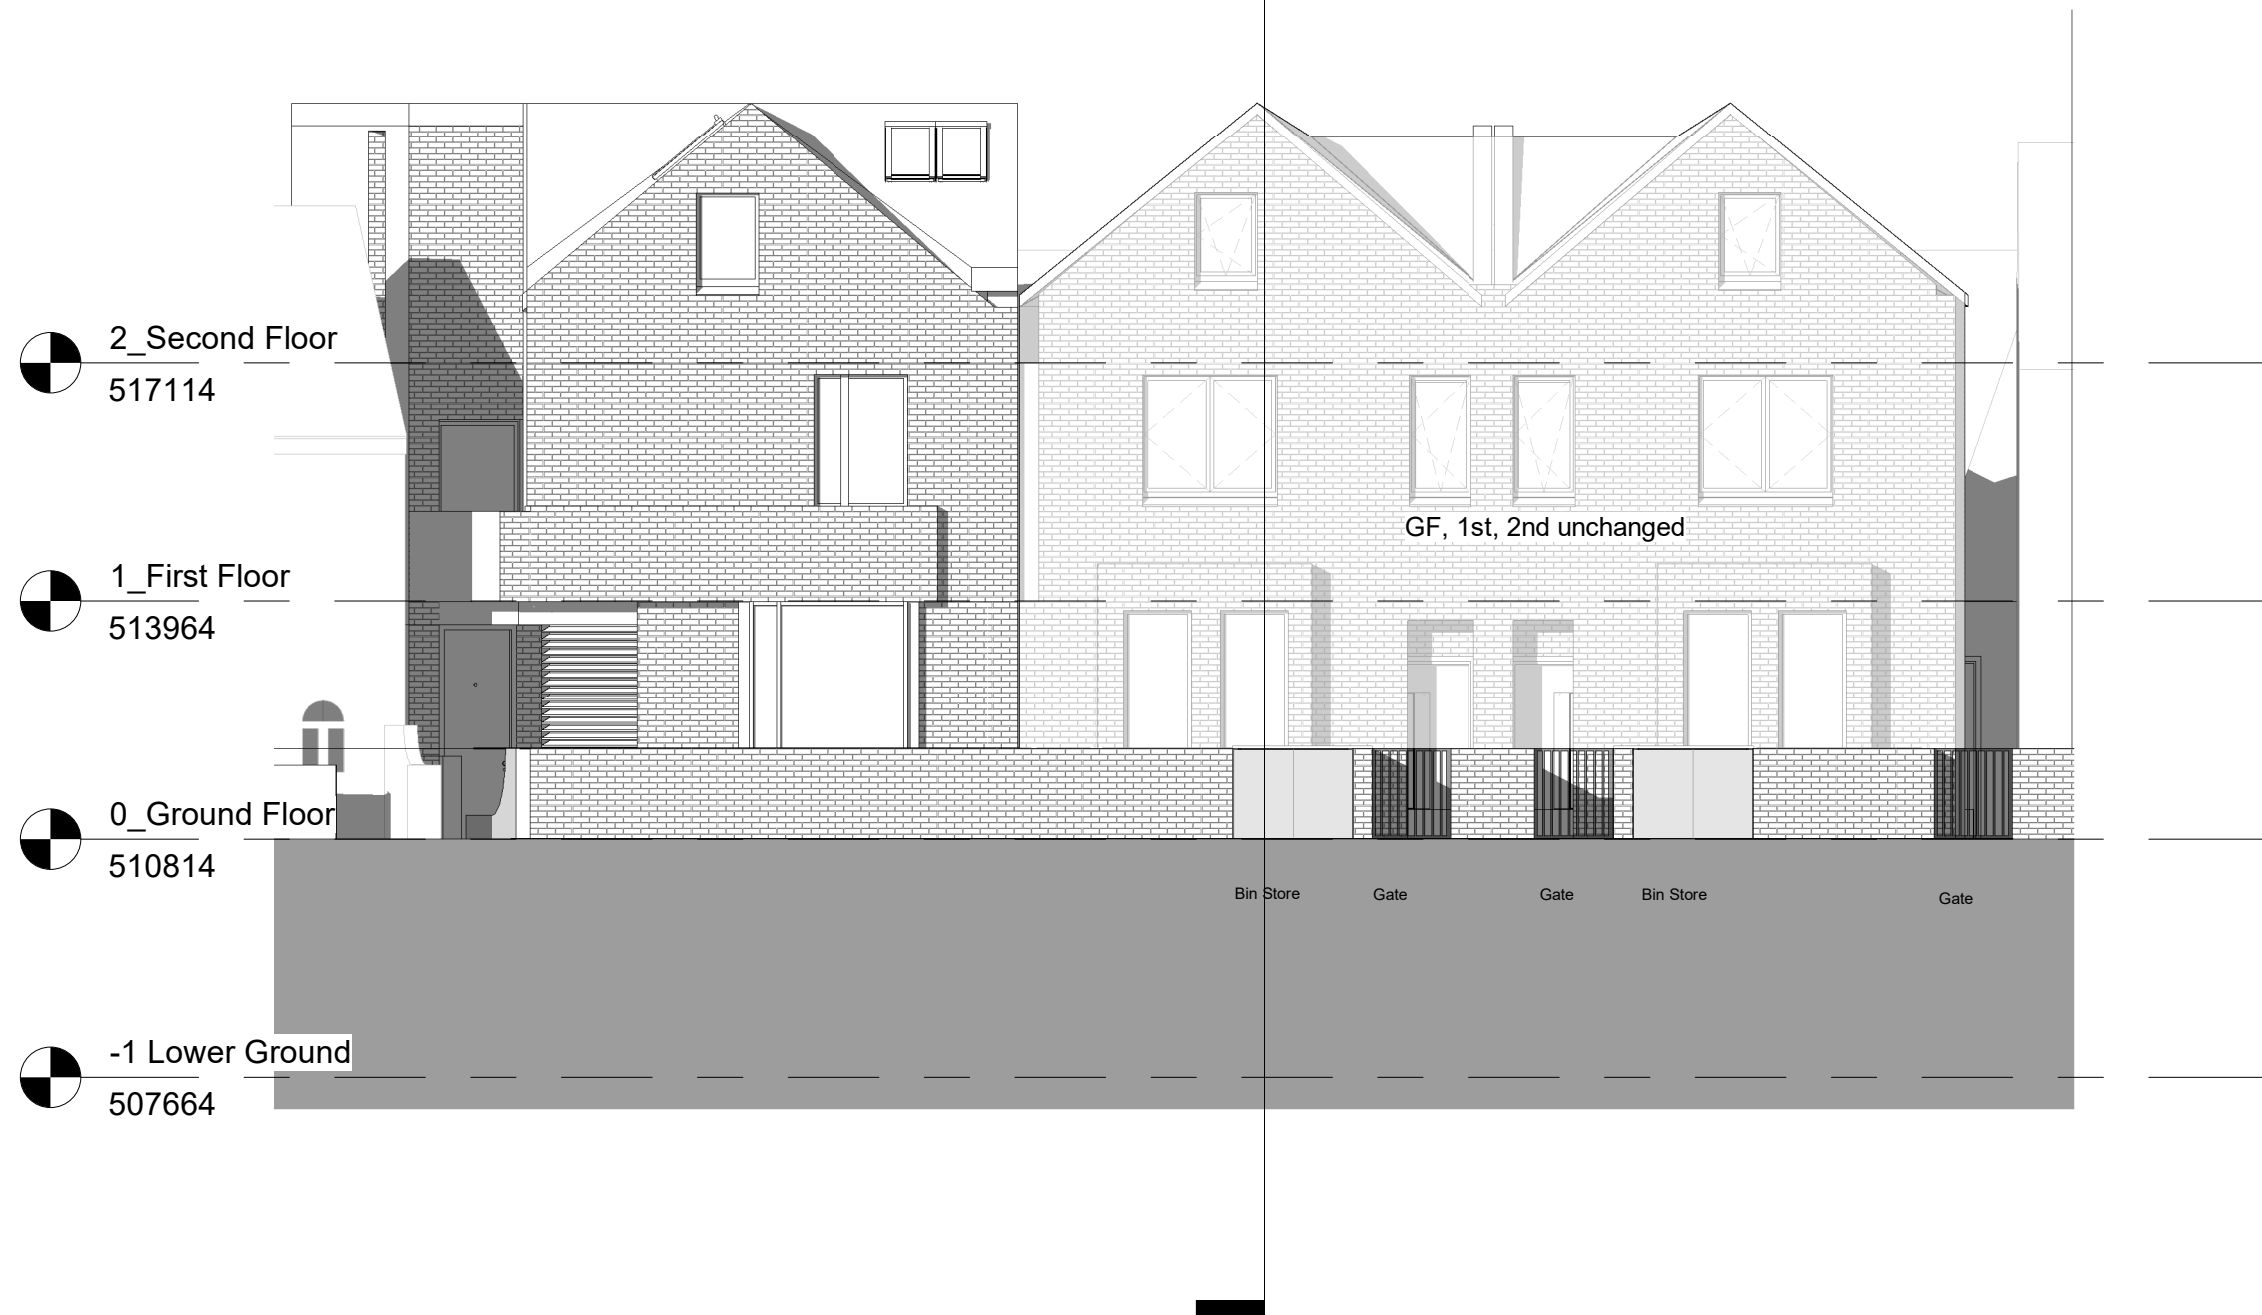 2_Second Floor
517114
GF, 1st, 2nd unchanged
1_First Floor
513964
0_Ground Floor
510814
Bin Store
Gate
Gate
Bin Store
Gate
-1 Lower Ground
507664